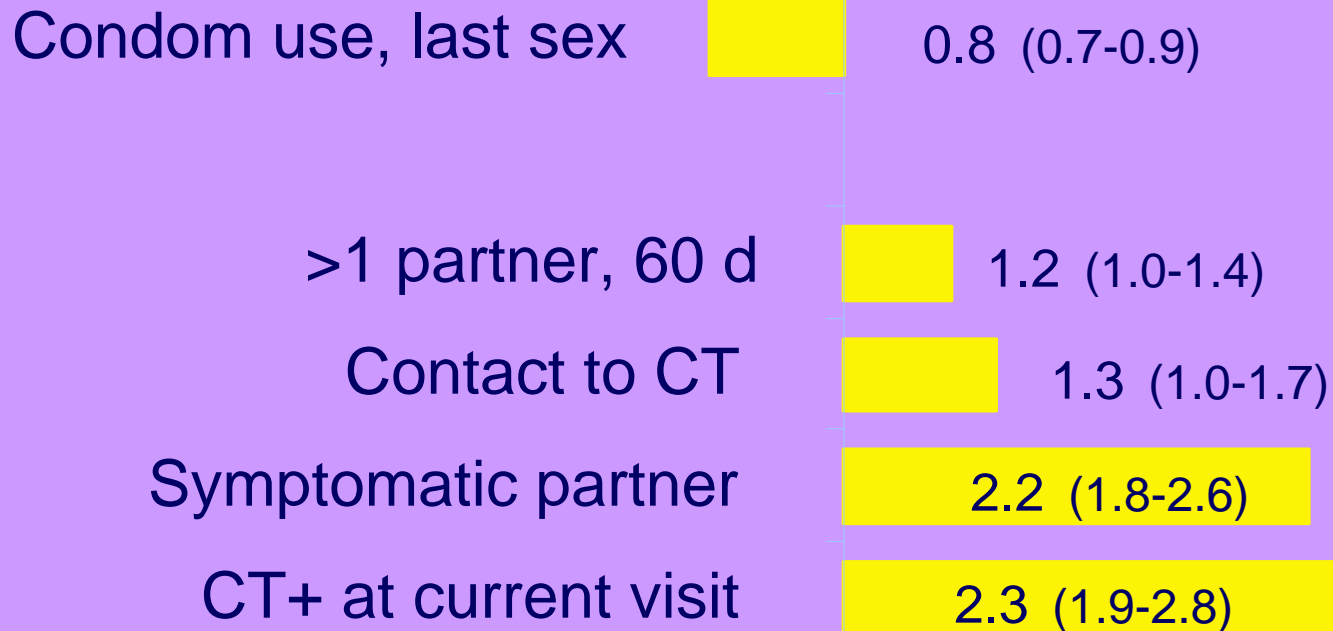 Condom use, last sex 0.8 (0.7-0.9)
>1 partner, 60 d 1.2 (1.0-1.4)
Contact to CT 1.3 (1.0-1.7)
Symptomatic partner 2.2 (1.8-2.6)
CT+ at current visit 2.3 (1.9-2.8)